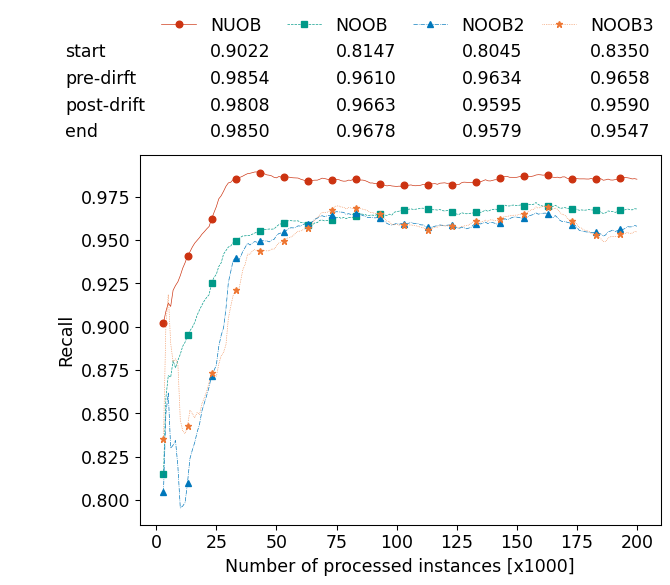 NUOB NOOB NOOB2 NOOB3
start 0.9022 0.8147 0.8045 0.8350
pre-dirft 0.9854 0.9610 0.9634 0.9658
post-drift 0.9808 0.9663 0.9595 0.9590
end 0.9850 0.9678 0.9579 0.9547
0.975
0.950
0.925
0.900
0.875
0.850
0.825
0.800
Recall
0 25 50 75 100 125 150 175 200
Number of processed instances [x1000]